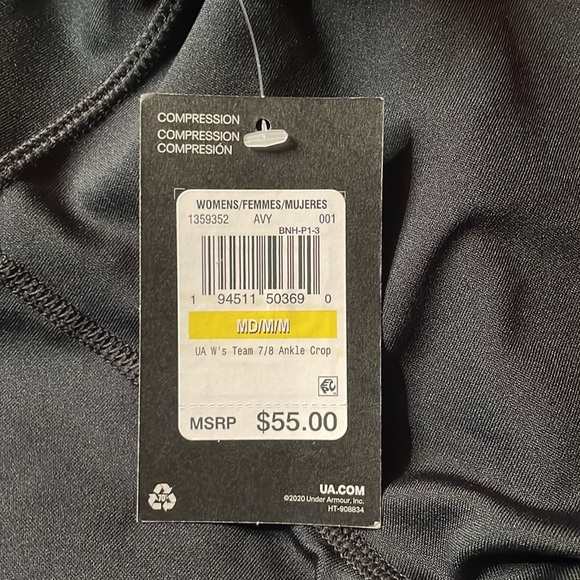 COMPRESSION
COMPRESSION
COMPRESIÓN
WOMENS/FEMMES/MUJERES
1359352 AVY 001
BNH-P1-3
1 94511 50369 0
MD/M/M
UA W's Team 7/8 Ankle Crop
MSRP $55.00
UA.COM
©2020 Under Armour, Inc.
HT-908834